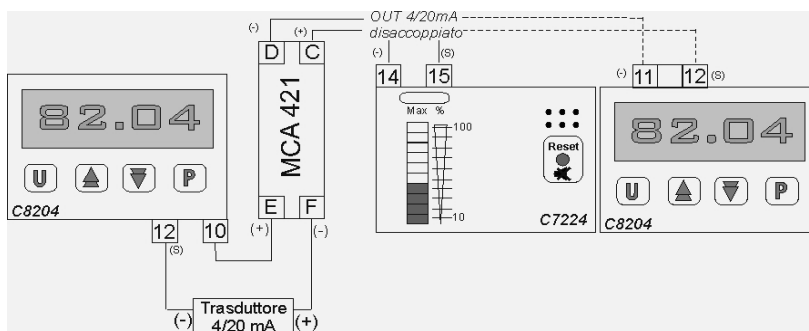 OUT 4/20mA
disaccoppiato
(-) (+)
D C
(-) (S)
14 15
(-) 11 12 (S)
82.04
U P
C8204
MCA 421
Max %
100
10
Reset
C7224
82.04
U P
C8204
E F
(+) (-)
12 10
(S)
(-) Trasduttore (+)
4/20 mA